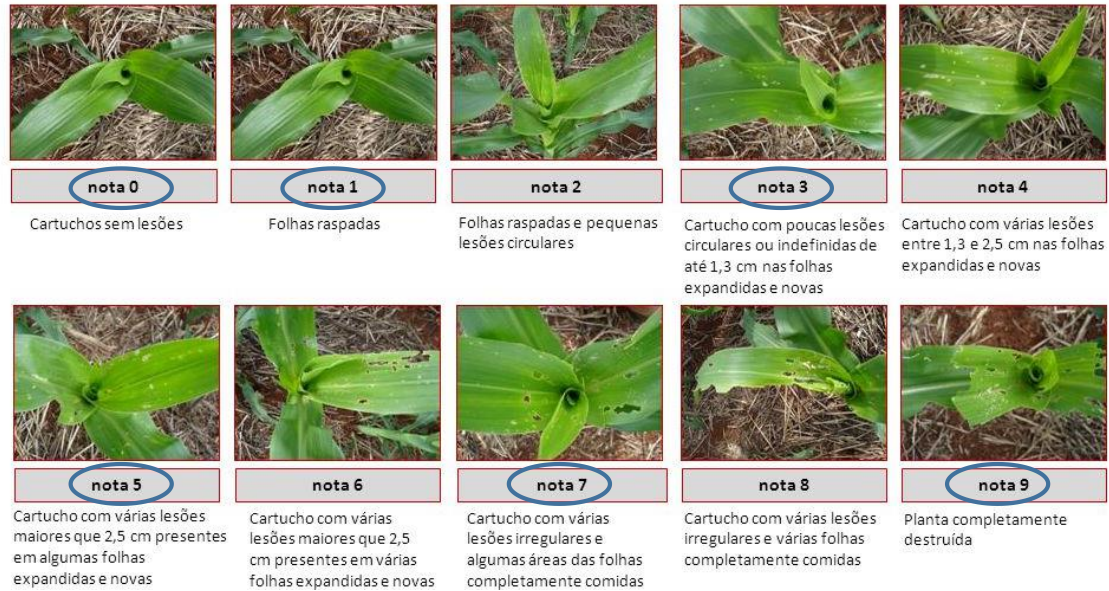 nota 0
nota 1
nota 2
nota 3
nota 4
Cartuchos sem lesões
Folhas raspadas
Folhas raspadas e pequenas
lesões circulares
Cartucho com poucas lesões
circulares ou indefinidas de
até 1,3 cm nas folhas
expandidas e novas
Cartucho com várias lesões
entre 1,3 e 2,5 cm nas folhas
expandidas e novas
nota 5
nota 6
nota 7
nota 8
nota 9
Cartucho com várias lesões
maiores que 2,5 cm presentes
em algumas folhas
expandidas e novas
Cartucho com várias
lesões maiores que 2,5
cm presentes em várias
folhas expandidas e novas
Cartucho com várias
lesões irregulares e
algumas áreas das folhas
completamente comidas
Cartucho com várias lesões
irregulares e várias folhas
completamente comidas
Planta completamente
destruída